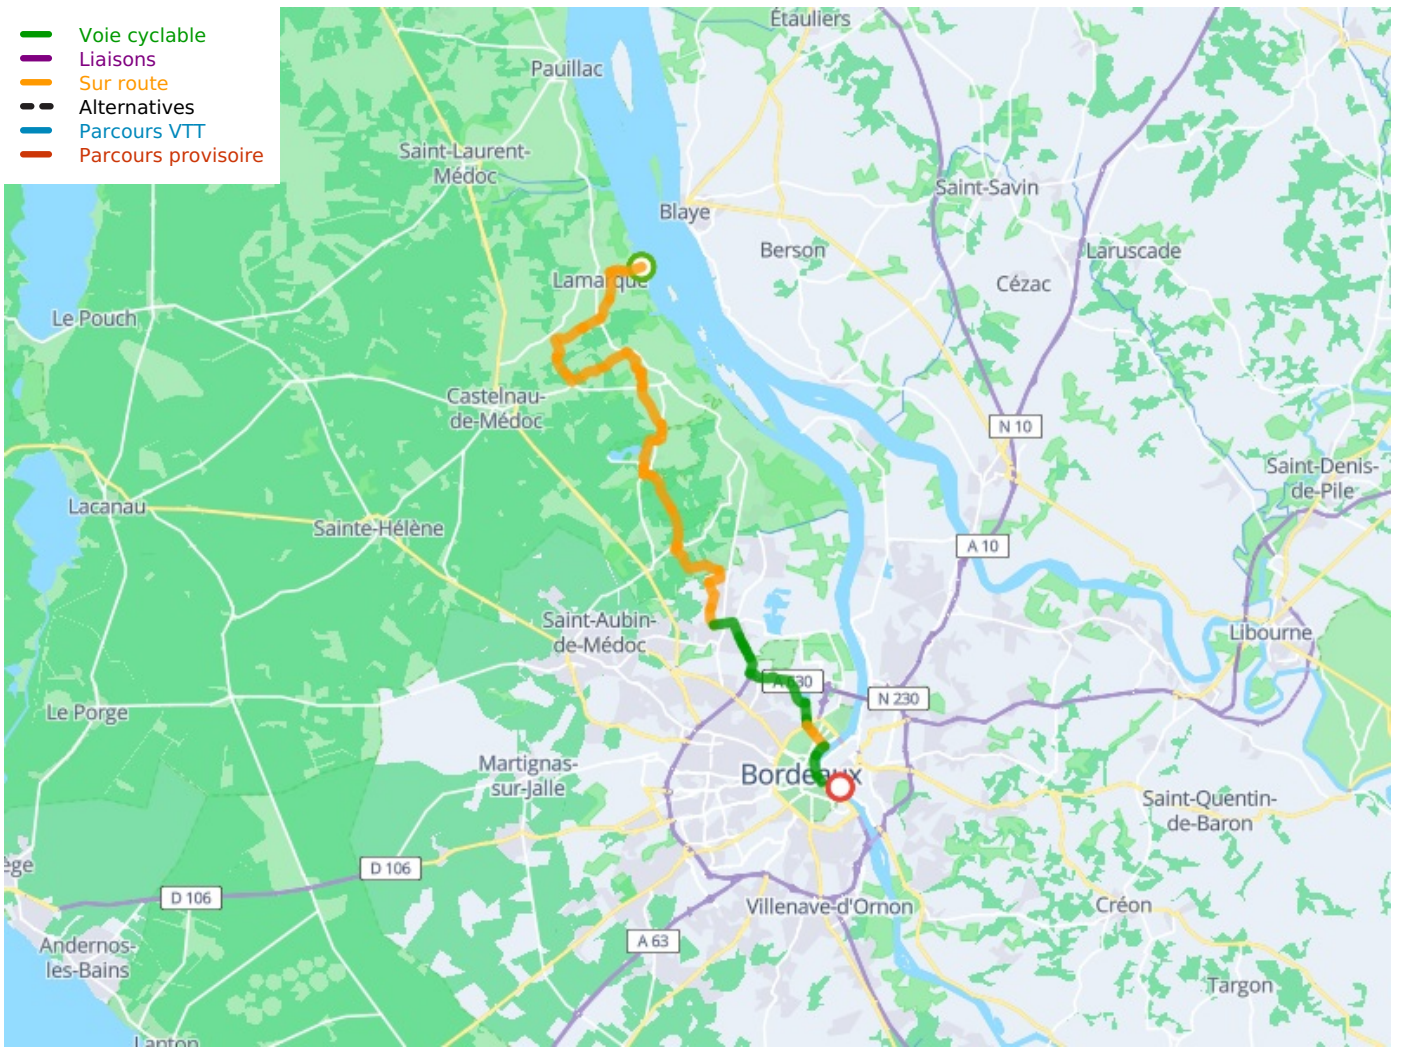 Voie cyclable
Liaisons
Sur route
Alternatives
Parcours VTT
Parcours provisoire
Étauliers
Pauillac
Saint-Laurent-
Médoc
Saint-Savin
Blaye
Berson
Laruscade
Lamarque
Cézac
Le Pouch
Castelnau-
de-Médoc
N 10
Saint-Denis-
de-Pile
Lacanau
Sainte-Hélène
A 10
Saint-Aubin-
de-Médoc
Libourne
A 630
N 230
Le Porge
Martignas-
sur-Jalle
Bordeaux
Saint-Quentin-
de-Baron
ège
D 106
D 106
Villenave-d'Ornon
Créon
A 63
Andernos-
les-Bains
Targon
Lanton